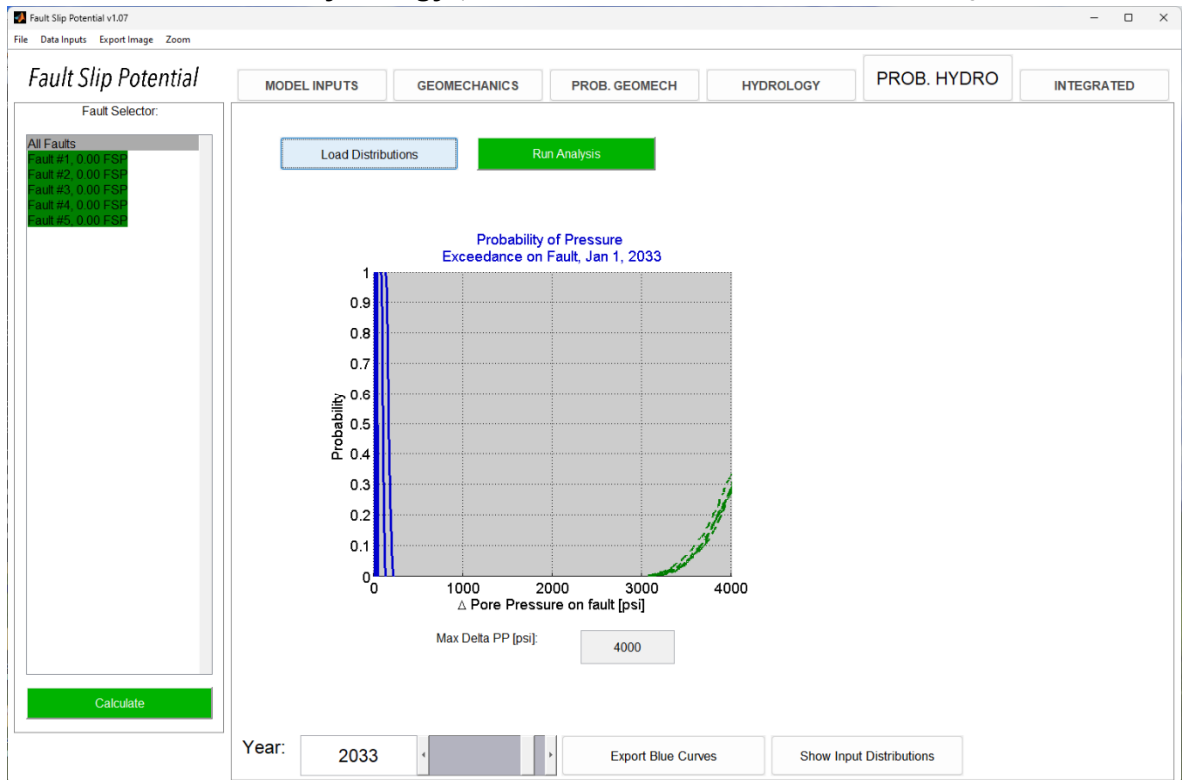 Fault Slip Potential v1.07
File Data Inputs Export Image Zoom
Fault Slip Potential
MODEL INPUTS
GEOMECHANICS
PROB. GEOMECH
HYDROLOGY
PROB. HYDRO
INTEGRATED
Fault Selector:
All Faults
Fault #1, 0.00 FSP
Fault #2, 0.00 FSP
Fault #3, 0.00 FSP
Fault #4, 0.00 FSP
Fault #5, 0.00 FSP
Calculate
Load Distributions
Run Analysis
Probability of Pressure
Exceedance on Fault, Jan 1, 2033
1
0.9
0.8
0.7
0.6
0.5
0.4
0.3
0.2
0.1
0
Probability
0 1000 2000 3000 4000
Δ Pore Pressure on fault [psi]
Max Delta PP [psi]:
4000
Year:
2033
Export Blue Curves
Show Input Distributions